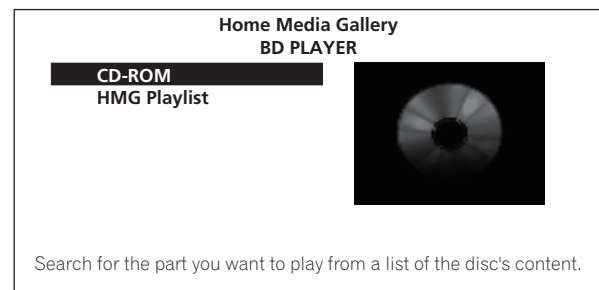 Home Media Gallery
BD PLAYER
CD-ROM
HMG Playlist
Search for the part you want to play from a list of the disc's content.